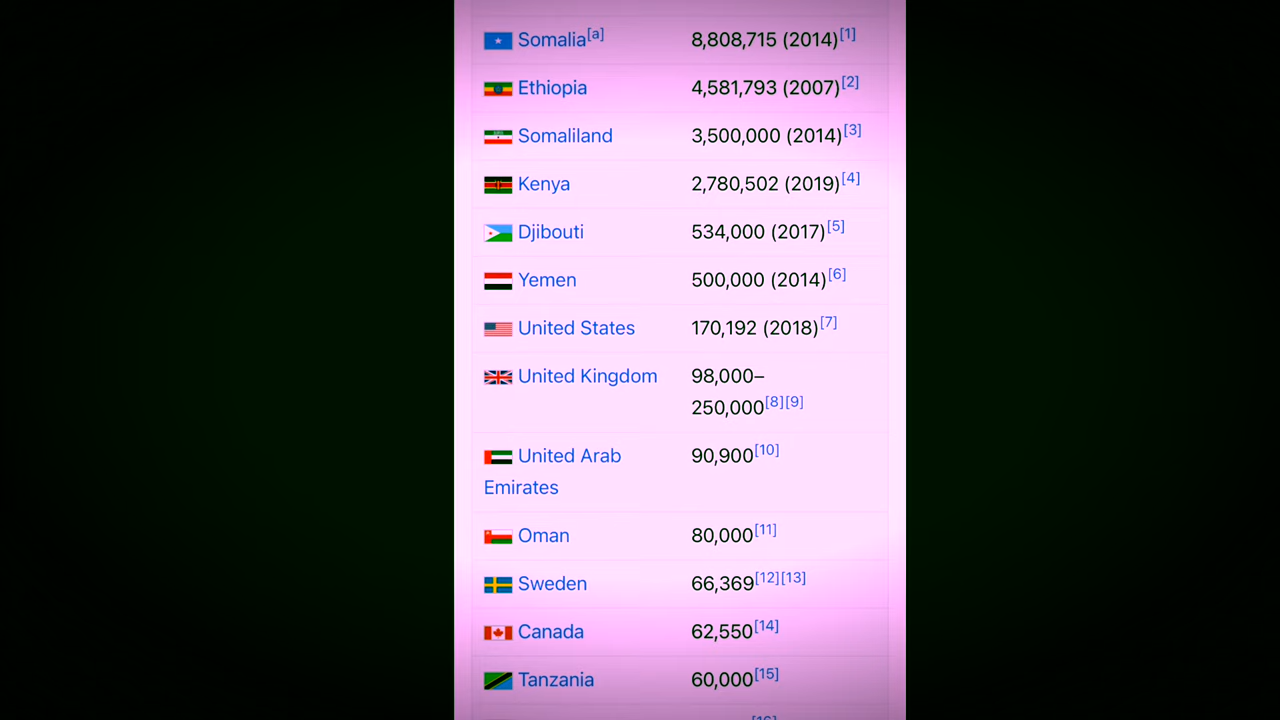 Somalia[a] 8,808,715 (2014)[1]
Ethiopia 4,581,793 (2007)[2]
Somaliland 3,500,000 (2014)[3]
Kenya 2,780,502 (2019)[4]
Djibouti 534,000 (2017)[5]
Yemen 500,000 (2014)[6]
United States 170,192 (2018)[7]
United Kingdom 98,000–
250,000[8][9]
United Arab 90,900[10]
Emirates
Oman 80,000[11]
Sweden 66,369[12][13]
Canada 62,550[14]
Tanzania 60,000[15]